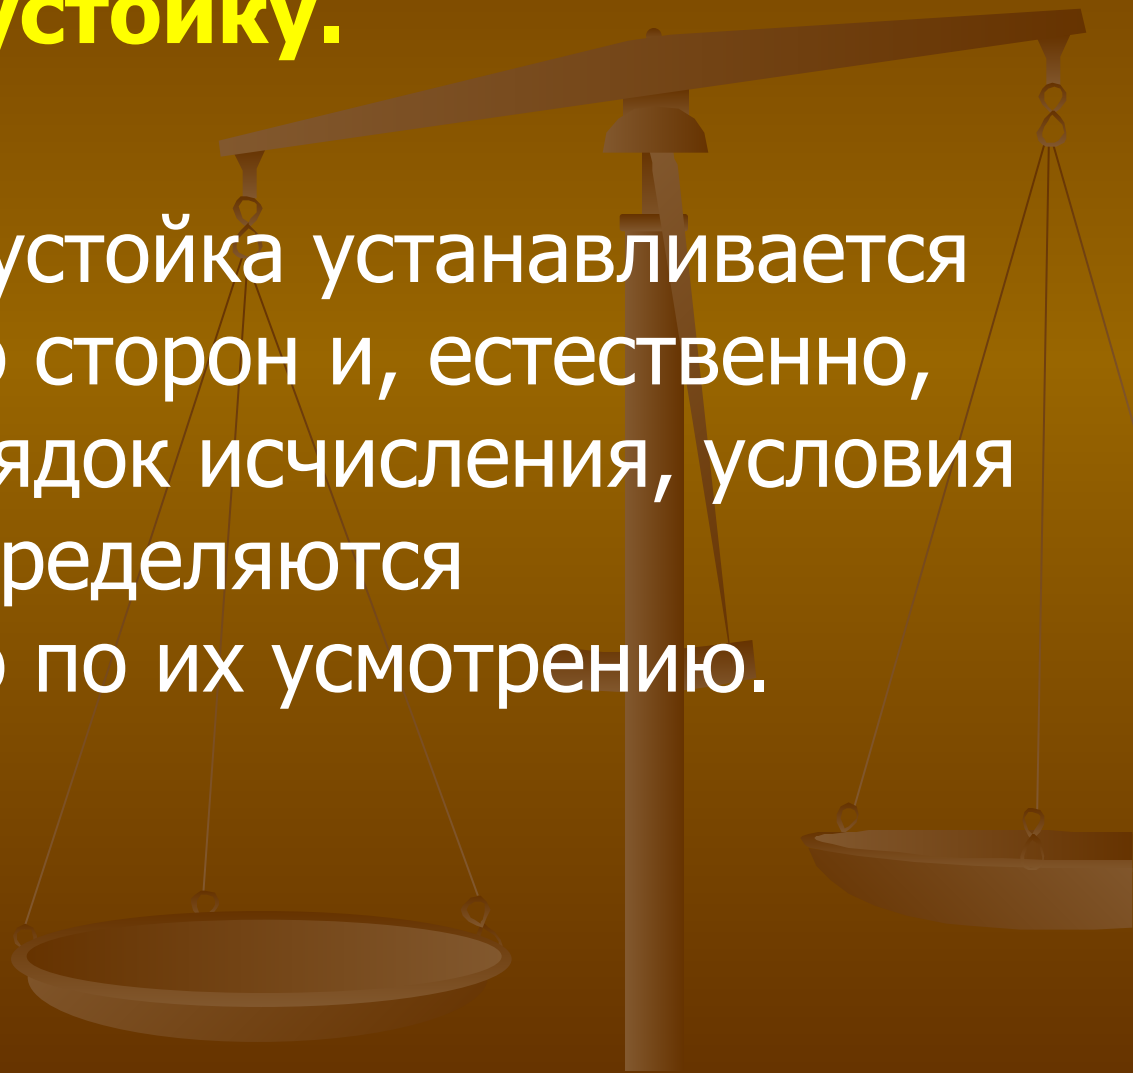 устойку.
устойка устанавливается
о сторон и, естественно,
ядок исчисления, условия
ределяются
о по их усмотрению.